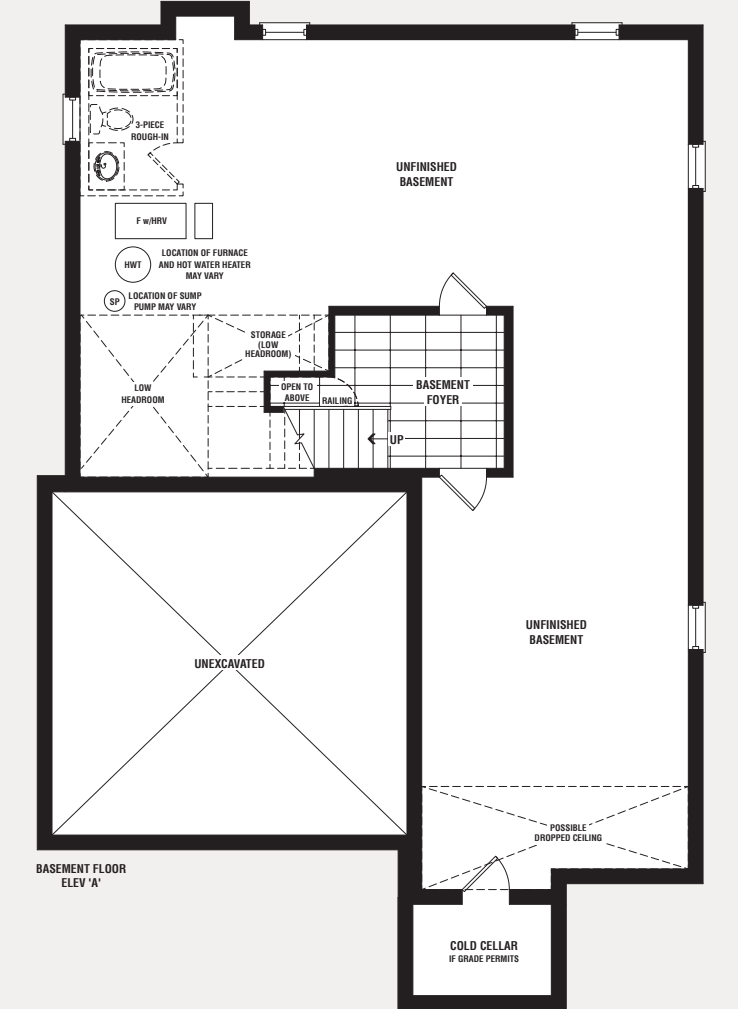 3-PIECE
ROUGH-IN
UNFINISHED
BASEMENT
F w/HRV
HWT
LOCATION OF FURNACE
AND HOT WATER HEATER
MAY VARY
SP
LOCATION OF SUMP
PUMP MAY VARY
STORAGE
(LOW
HEADROOM)
LOW
HEADROOM
OPEN TO
ABOVE
RAILING
BASEMENT
FOYER
UP
UNFINISHED
BASEMENT
UNEXCAVATED
POSSIBLE
DROPPED CEILING
BASEMENT FLOOR
ELEV 'A'
COLD CELLAR
IF GRADE PERMITS